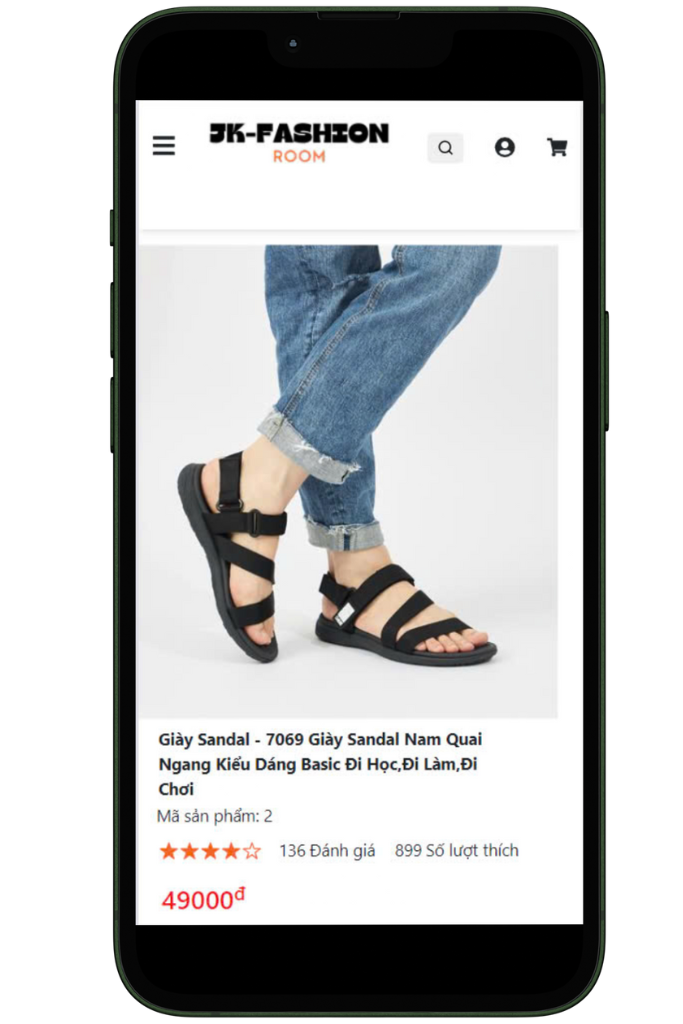 JK-FASHION
ROOM
Giày Sandal - 7069 Giày Sandal Nam Quai
Ngang Kiểu Dáng Basic Đi Học,Đi Làm,Đi
Chơi
Mã sản phẩm: 2
136 Đánh giá 899 Số lượt thích
49000đ